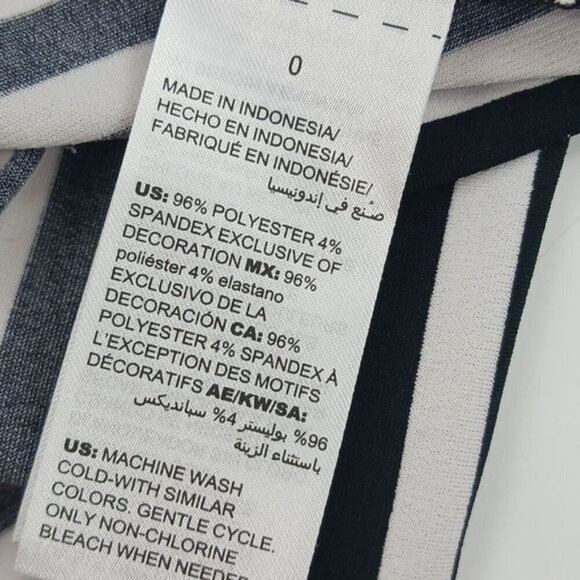 0
MADE IN INDONESIA/
HECHO EN INDONESIA/
FABRIQUÉ EN INDONÉSIE/
صُنع في إندونيسيا
US: 96% POLYESTER 4%
SPANDEX EXCLUSIVE OF
DECORATION MX: 96%
poliéster 4% elastano
EXCLUSIVO DE LA
DECORACIÓN CA: 96%
POLYESTER 4% SPANDEX À
L'EXCEPTION DES MOTIFS
DÉCORATIFS AE/KW/SA:
96% بوليستر 4% سبانديكس
باستثناء الزينة
US: MACHINE WASH
COLD-WITH SIMILAR
COLORS, GENTLE CYCLE.
ONLY NON-CHLORINE
BLEACH WHEN NEEDED